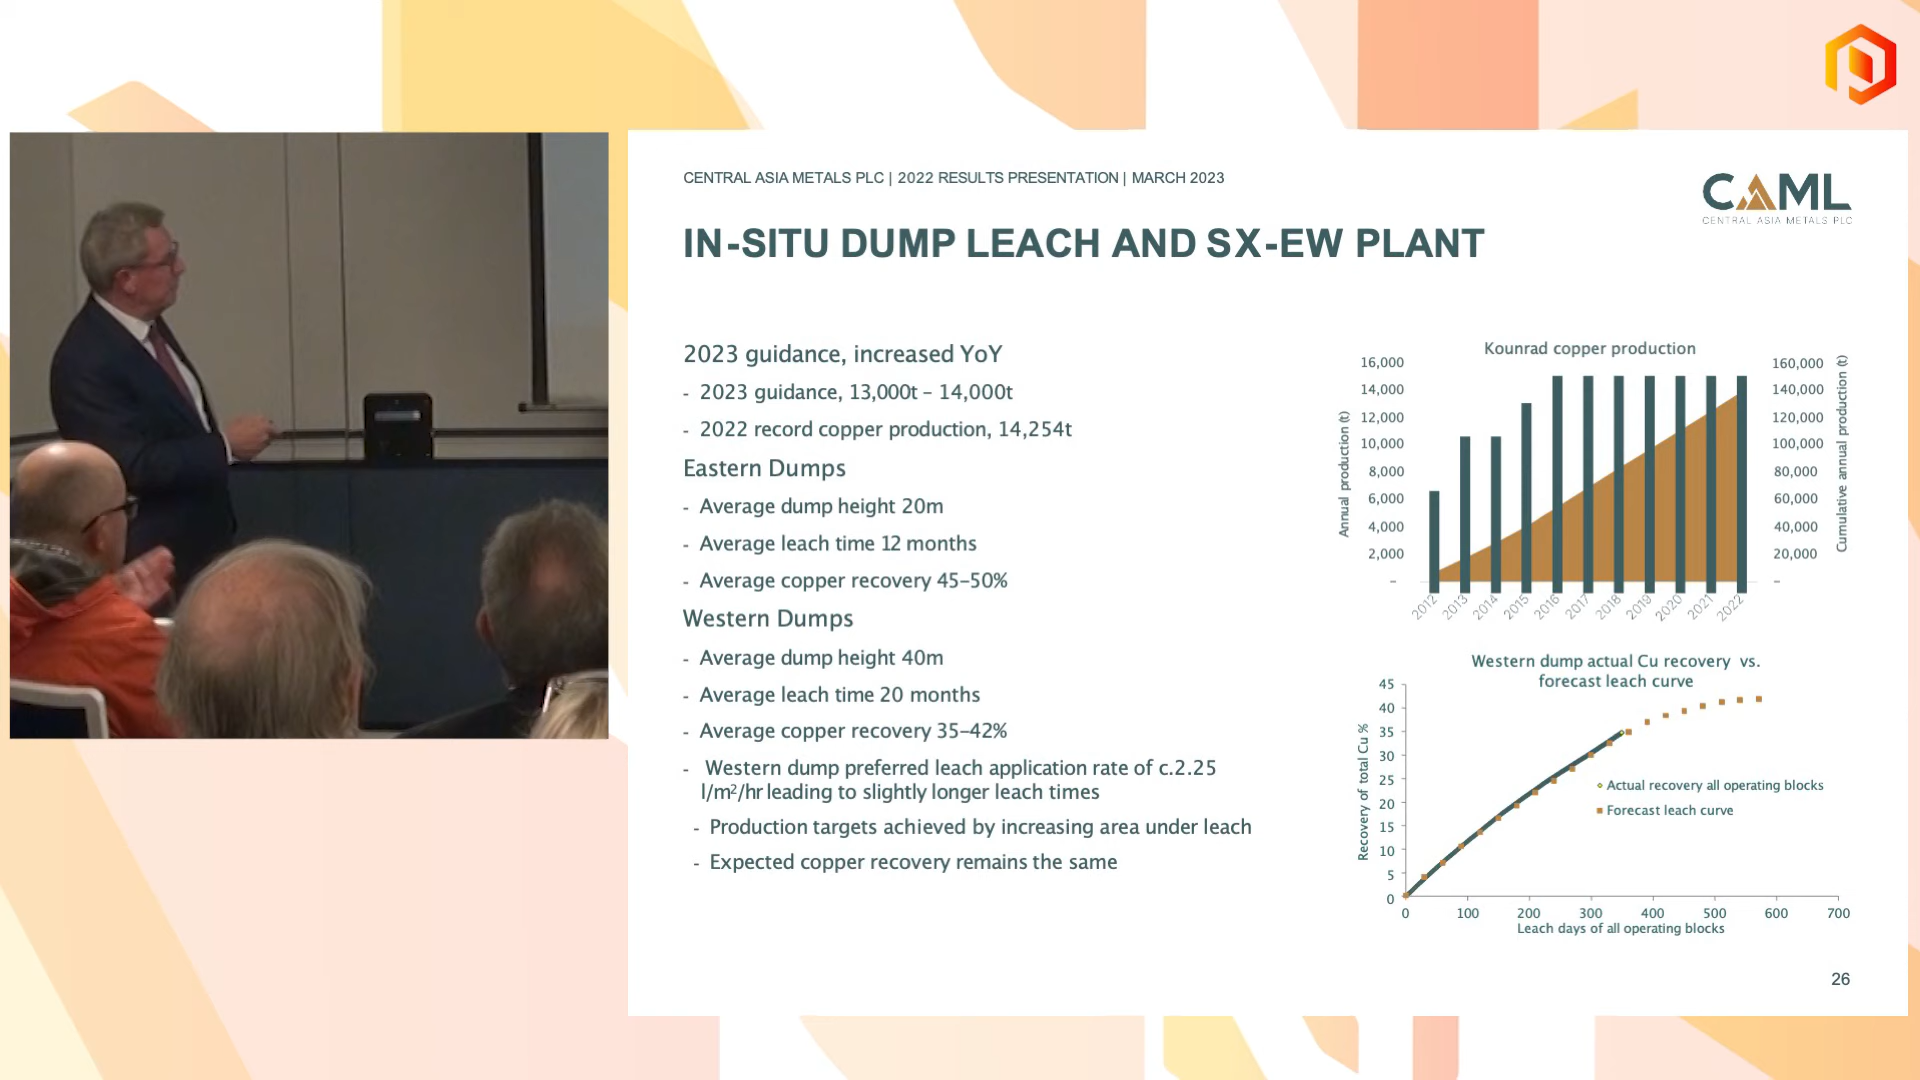 CENTRAL ASIA METALS PLC | 2022 RESULTS PRESENTATION | MARCH 2023
CAML
CENTRAL ASIA METALS PLC
IN-SITU DUMP LEACH AND SX-EW PLANT
2023 guidance, increased YoY
- 2023 guidance, 13,000t – 14,000t
- 2022 record copper production, 14,254t
Eastern Dumps
- Average dump height 20m
- Average leach time 12 months
- Average copper recovery 45–50%
Western Dumps
- Average dump height 40m
- Average leach time 20 months
- Average copper recovery 35–42%
- Western dump preferred leach application rate of c.2.25
l/m²/hr leading to slightly longer leach times
- Production targets achieved by increasing area under leach
- Expected copper recovery remains the same
Kounrad copper production
Annual production (t)
16,000
14,000
12,000
10,000
8,000
6,000
4,000
2,000
-
160,000
140,000
120,000
100,000
80,000
60,000
40,000
20,000
-
Cumulative annual production (t)
2012 2013 2014 2015 2016 2017 2018 2019 2020 2021 2022
Western dump actual Cu recovery vs.
forecast leach curve
Recovery of total Cu %
45
40
35
30
25
20
15
10
5
0
Actual recovery all operating blocks
Forecast leach curve
0 100 200 300 400 500 600 700
Leach days of all operating blocks
26